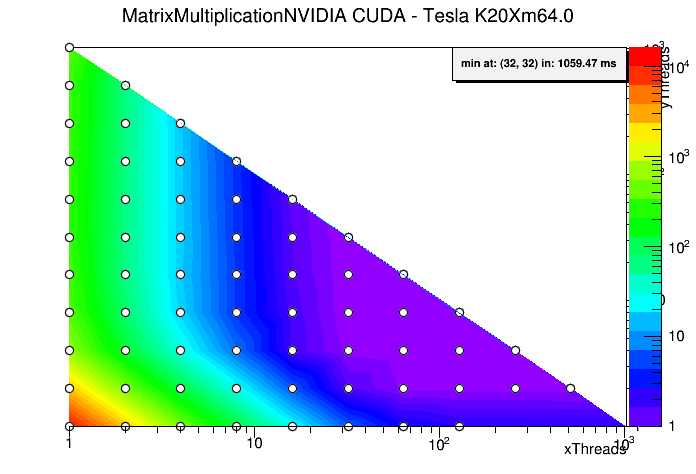 MatrixMultiplicationNVIDIA CUDA - Tesla K20Xm64.0
min at: (32, 32) in: 1059.47 ms
10³
yThreads
10⁴
10³
10²
10
1
1
10
10²
10³
xThreads